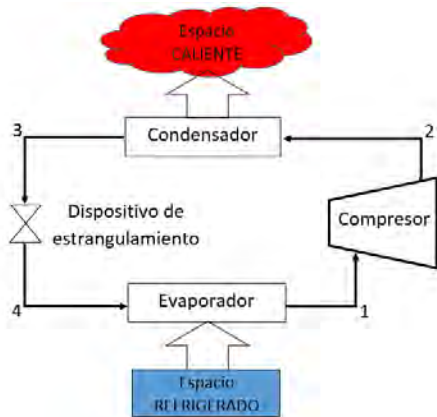 Espacio
CALIENTE
3
Condensador
2
Dispositivo de
estrangulamiento
Compresor
4
Evaporador
1
Espacio
REFRIGERADO